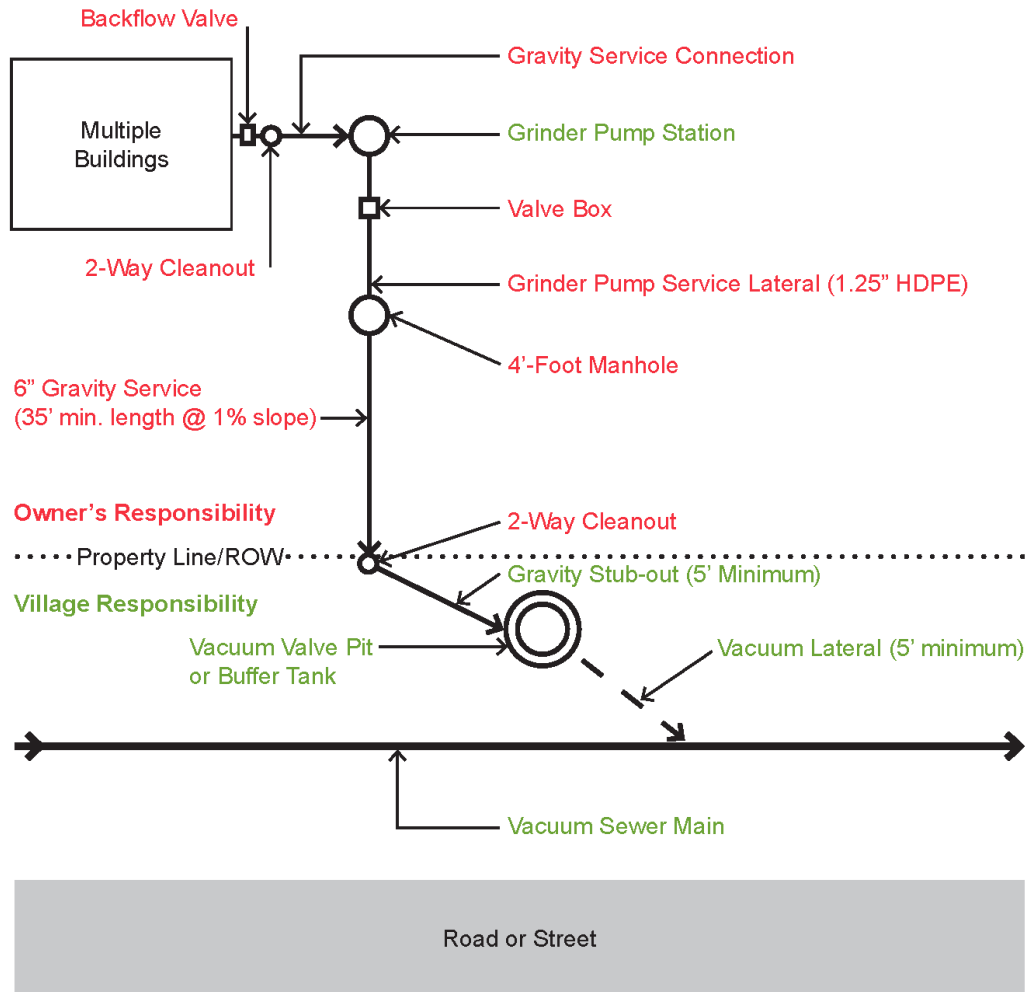 Backflow Valve
Gravity Service Connection
Multiple
Buildings
Grinder Pump Station
Valve Box
2-Way Cleanout
Grinder Pump Service Lateral (1.25” HDPE)
4’-Foot Manhole
6” Gravity Service
(35’ min. length @ 1% slope)
Owner’s Responsibility
2-Way Cleanout
Property Line/ROW
Gravity Stub-out (5’ Minimum)
Village Responsibility
Vacuum Valve Pit
or Buffer Tank
Vacuum Lateral (5’ minimum)
Vacuum Sewer Main
Road or Street